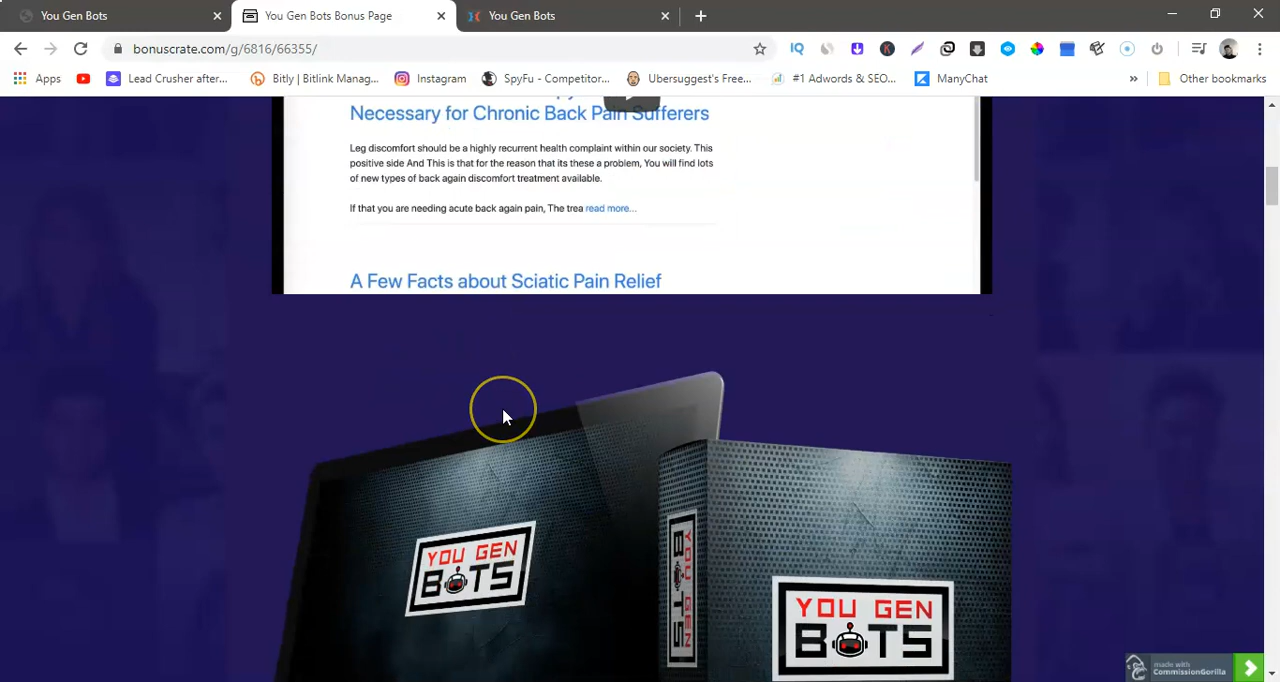 You Gen Bots
You Gen Bots Bonus Page
You Gen Bots
bonuscrate.com/g/6816/66355/
Apps
Lead Crusher after...
Bitly | Bitlink Manag...
Instagram
SpyFu - Competitor...
Ubersuggest's Free...
#1 Adwords & SEO...
ManyChat
Other bookmarks
Necessary for Chronic Back Pain Sufferers
Leg discomfort should be a highly recurrent health complaint within our society. This
positive side And This is that for the reason that its these a problem, You will find lots
of new types of back again discomfort treatment available.
If that you are needing acute back again pain, The trea read more...
A Few Facts about Sciatic Pain Relief
YOU GEN
BOTS
YOU GEN
BOTS
YOU GEN
BOTS
made with
CommissionGorilla